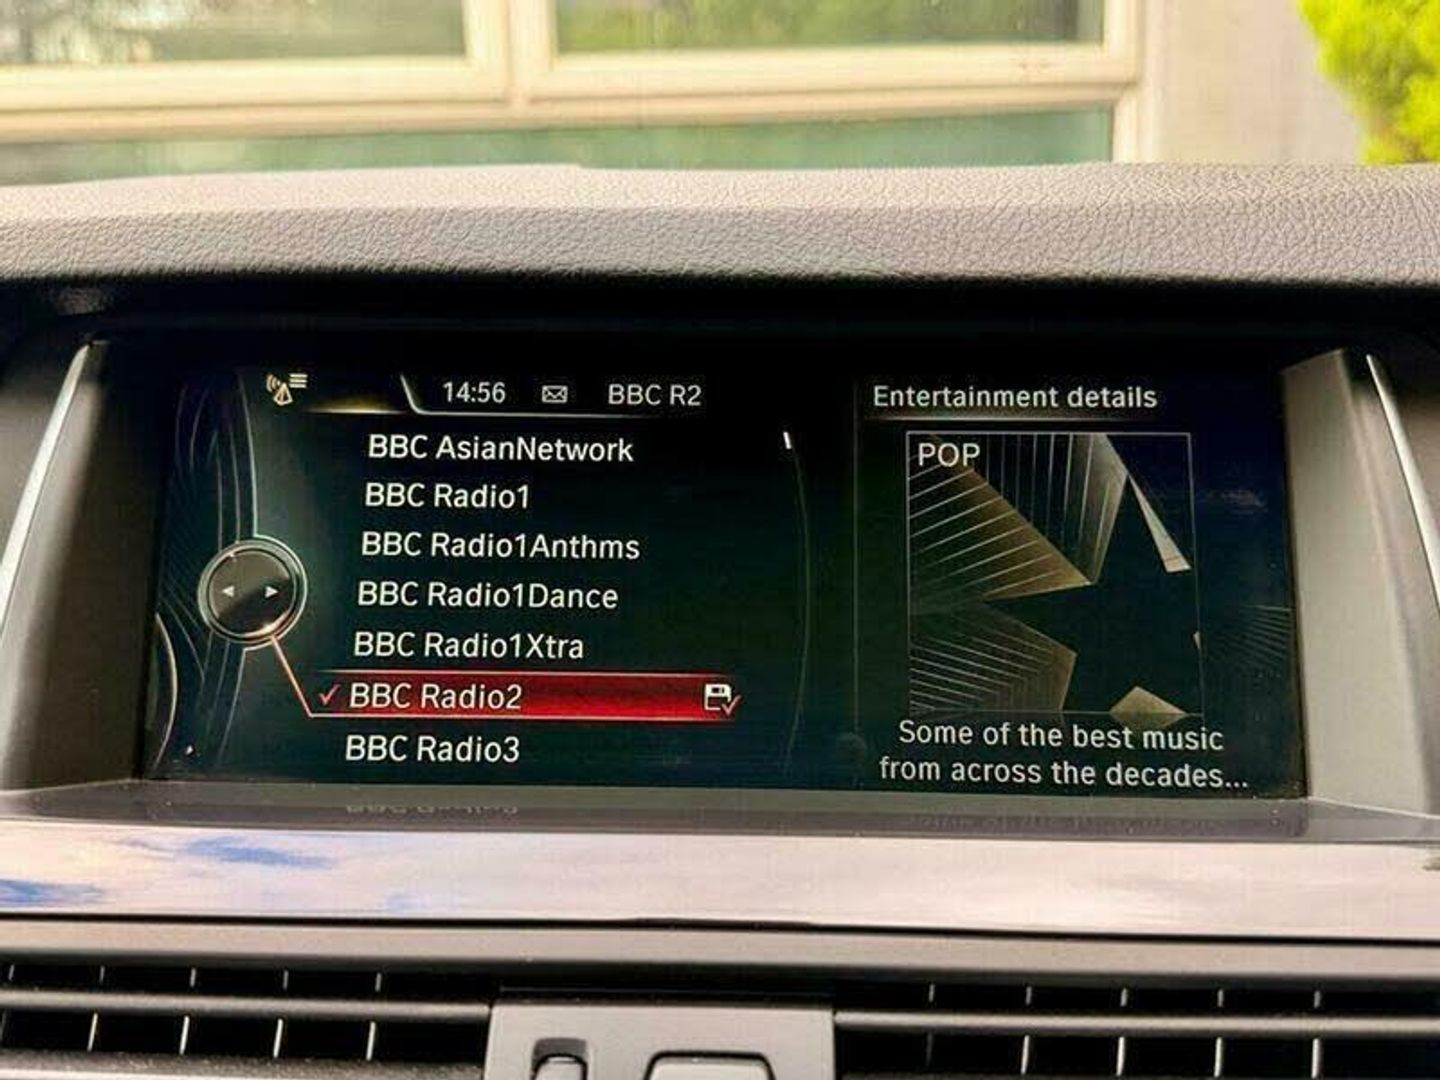 14:56 BBC R2
BBC AsianNetwork
BBC Radio1
BBC Radio1Anthms
BBC Radio1Dance
BBC Radio1Xtra
BBC Radio2
BBC Radio3
Entertainment details
POP
Some of the best music
from across the decades...